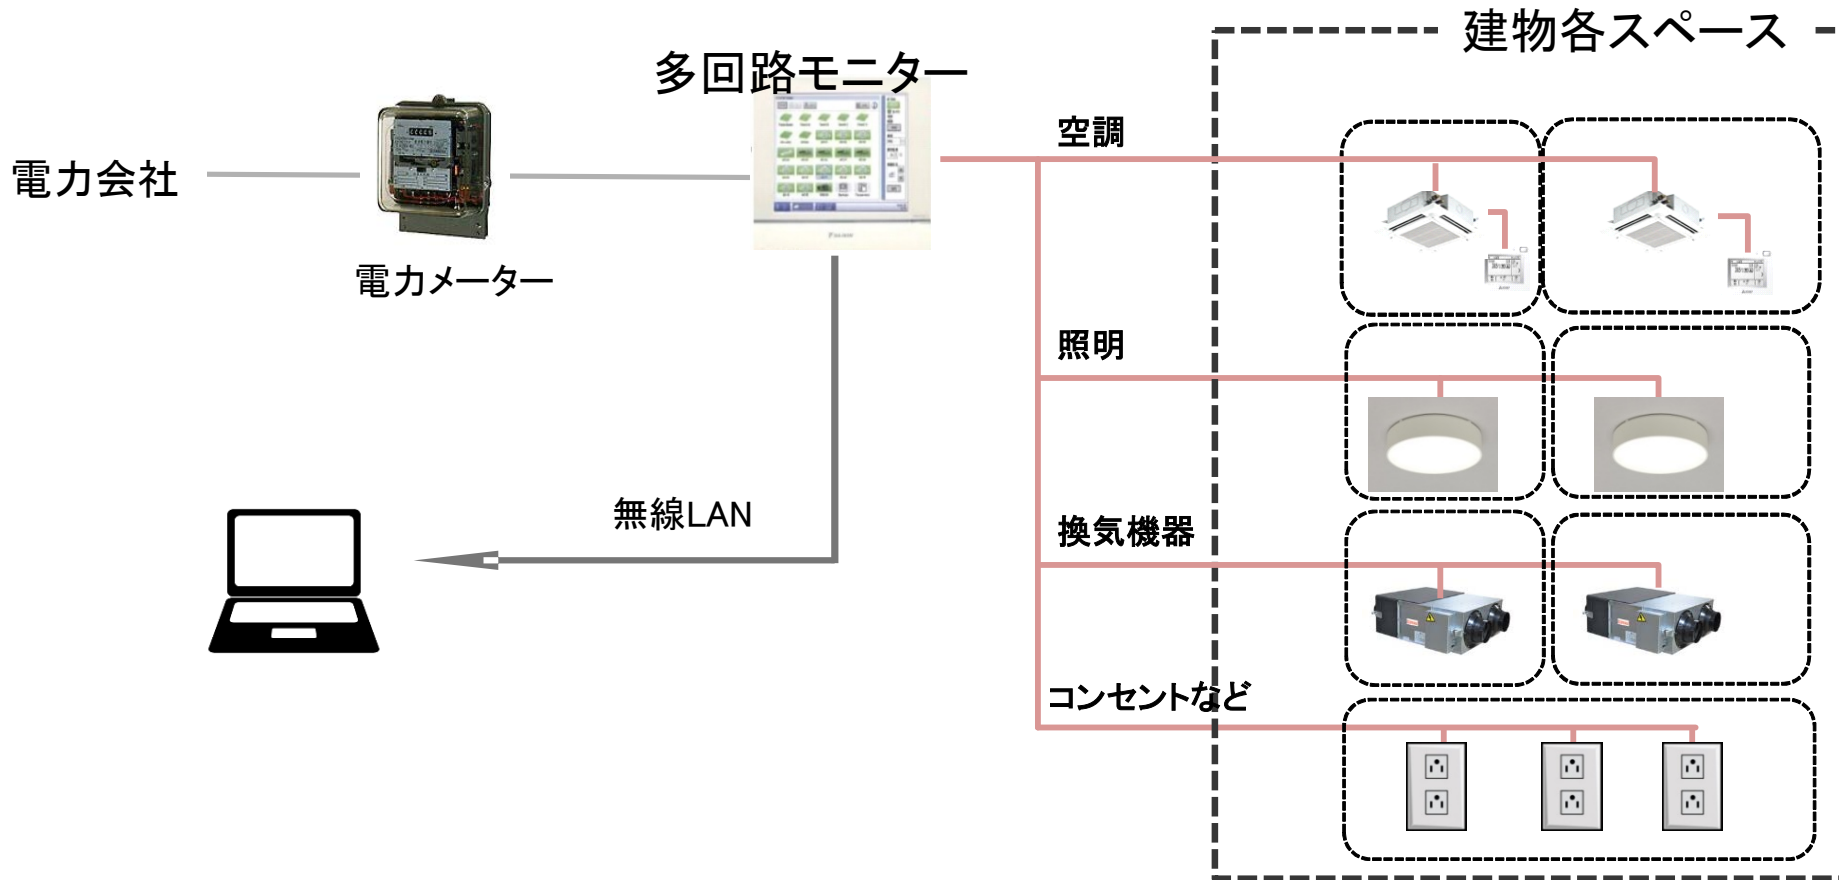 建物各スペース
多回路モニター
空調
電力会社
電力メーター
照明
無線LAN
換気機器
コンセントなど